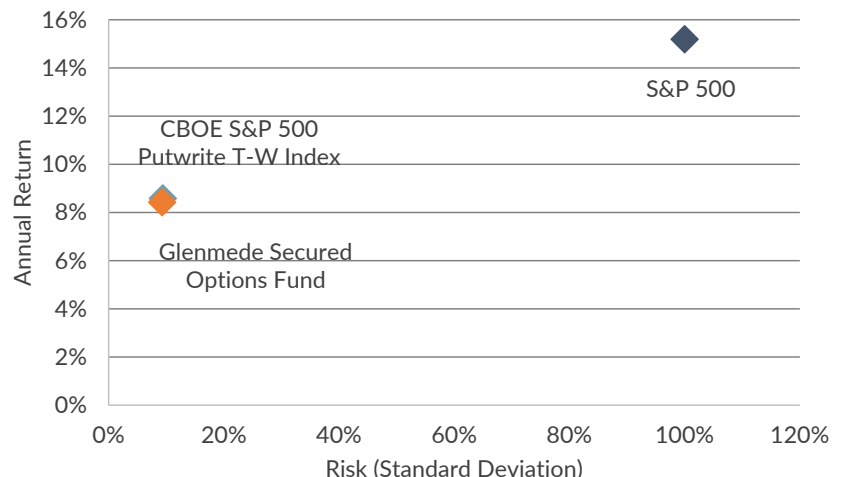 16%
14%
12%
10%
8%
6%
4%
2%
0%
Annual Return
S&P 500
CBOE S&P 500
Putwrite T-W Index
Glenmede Secured
Options Fund
0% 20% 40% 60% 80% 100% 120%
Risk (Standard Deviation)